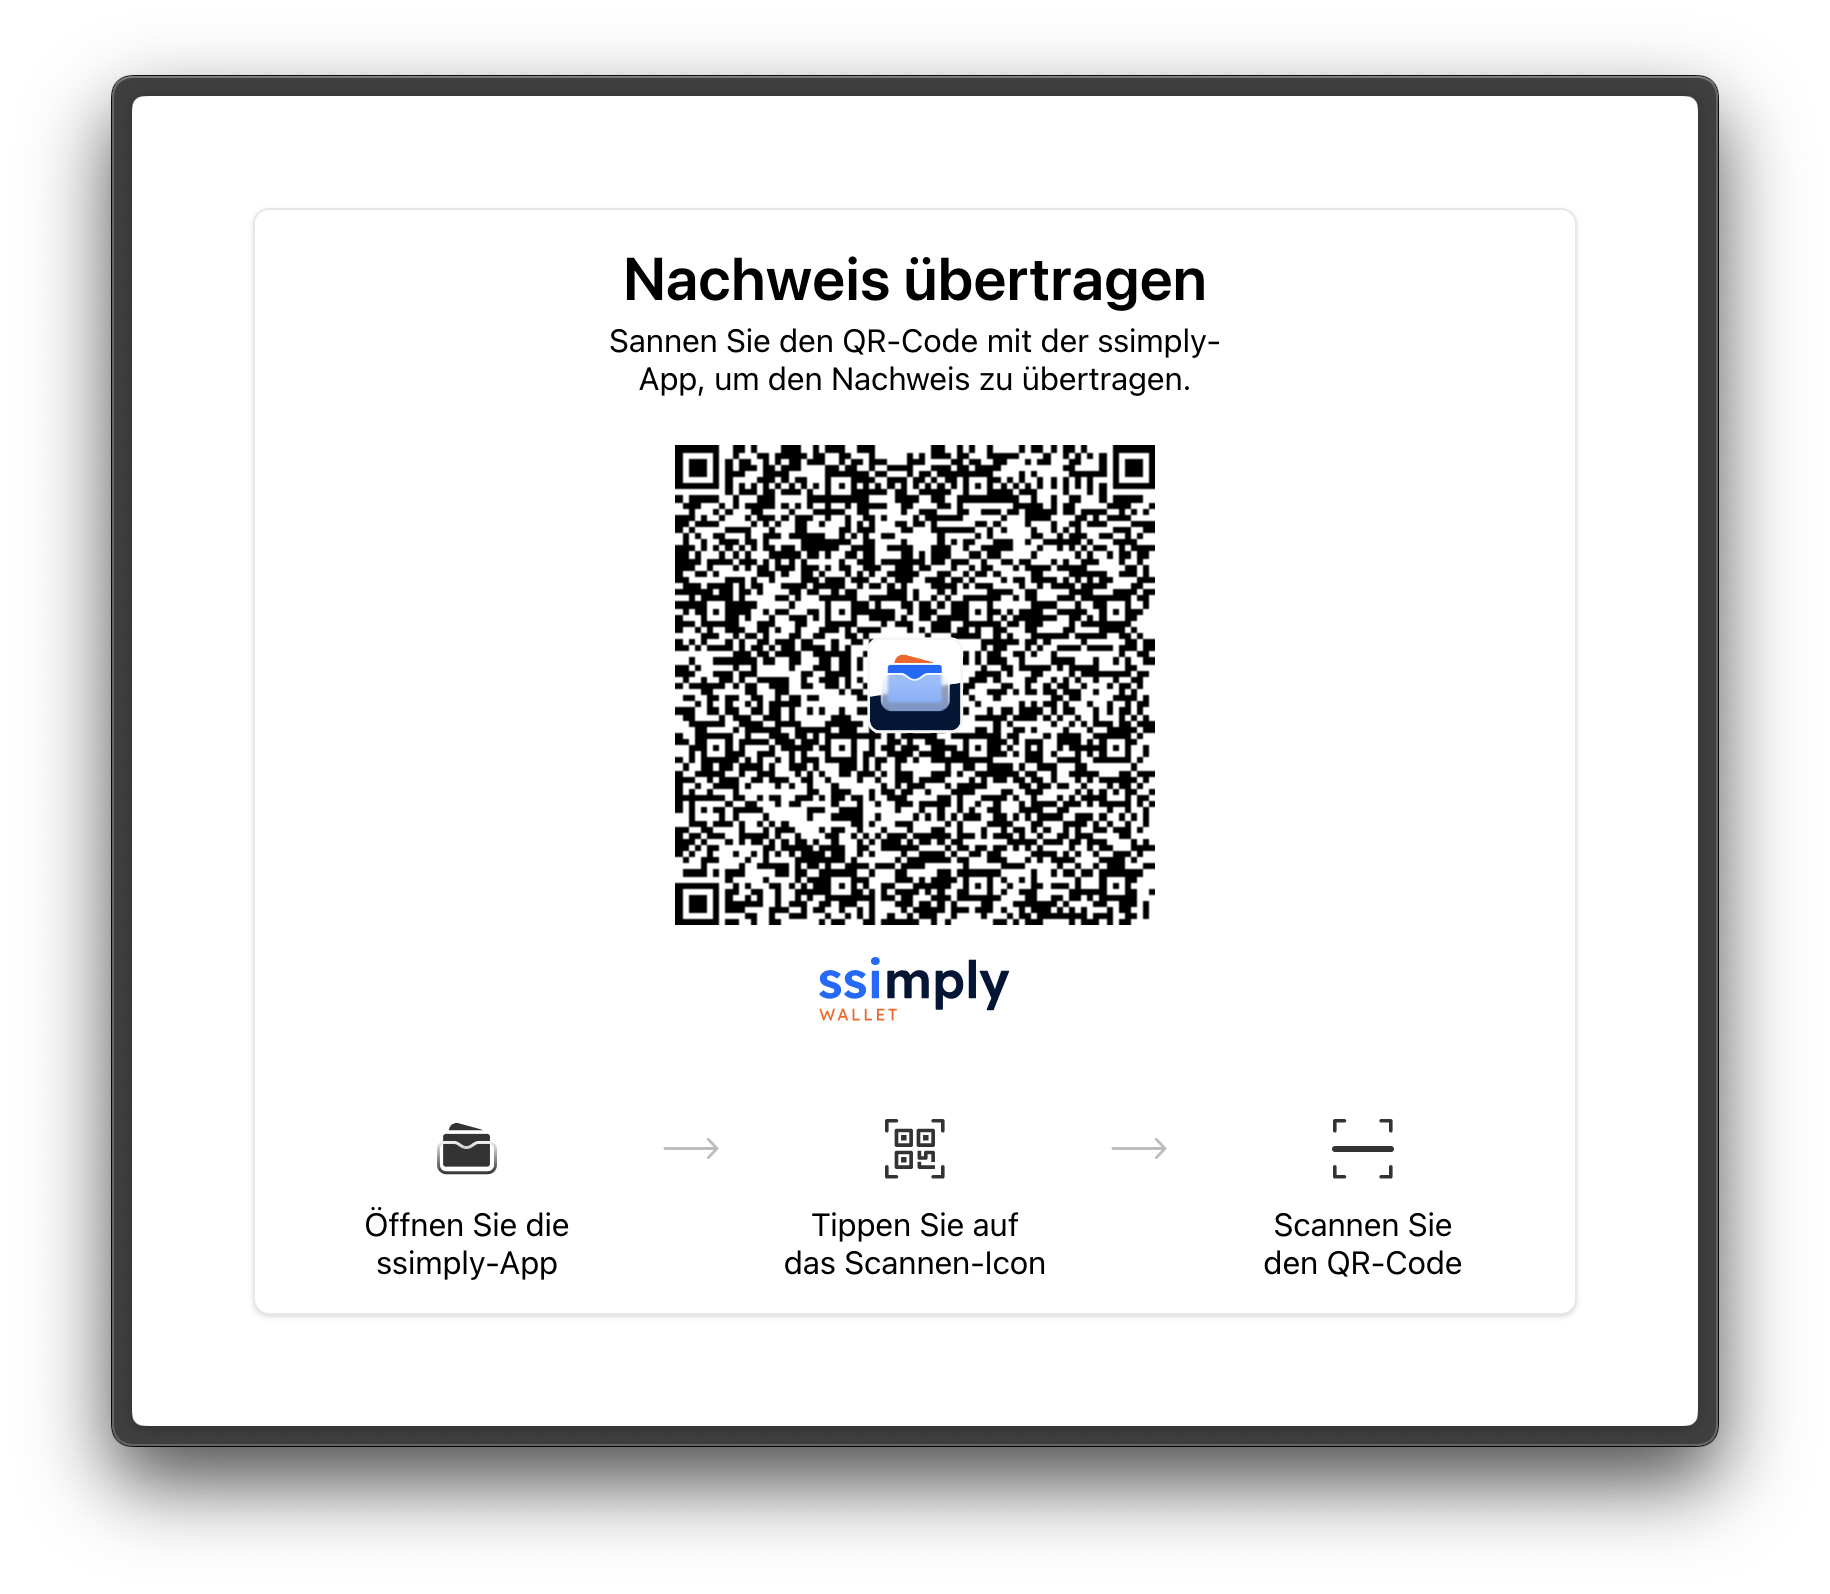 Nachweis übertragen
Sannen Sie den QR-Code mit der ssimply-
App, um den Nachweis zu übertragen.
ssimply
WALLET
Öffnen Sie die
ssimply-App
Tippen Sie auf
das Scannen-Icon
Scannen Sie
den QR-Code